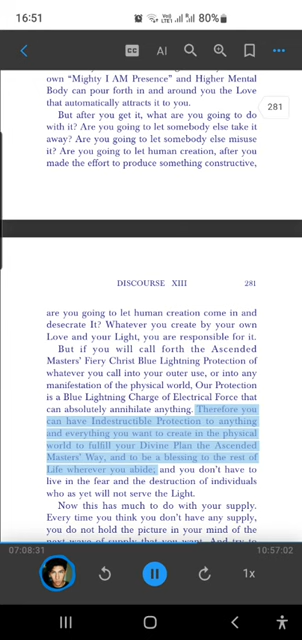 16:51
80%
CC
AI
own “Mighty I AM Presence” and Higher Mental
Body can pour forth in and around you the Love
that automatically attracts it to you.
281
But after you get it, what are you going to do
with it? Are you going to let somebody else take it
away? Are you going to let somebody else misuse
it? Are you going to let human creation, after you
made the effort to produce something constructive,
DISCOURSE XIII 281
are you going to let human creation come in and
desecrate It? Whatever you create by your own
Love and your Light, you are responsible for it.
But if you will call forth the Ascended
Masters’ Fiery Christ Blue Lightning Protection of
whatever you call into your outer use, or into any
manifestation of the physical world, Our Protection
is a Blue Lightning Charge of Electrical Force that
can absolutely annihilate anything. Therefore you
can have Indestructible Protection to anything
and everything you want to create in the physical
world to fulfill your Divine Plan the Ascended
Masters’ Way, and to be a blessing to the rest of
Life wherever you abide; and you don’t have to
live in the fear and the destruction of individuals
who as yet will not serve the Light.
Now this has much to do with your supply.
Every time you think you don’t have any supply,
you do not hold the picture in your mind of the
07:08:31
10:57:02
1x